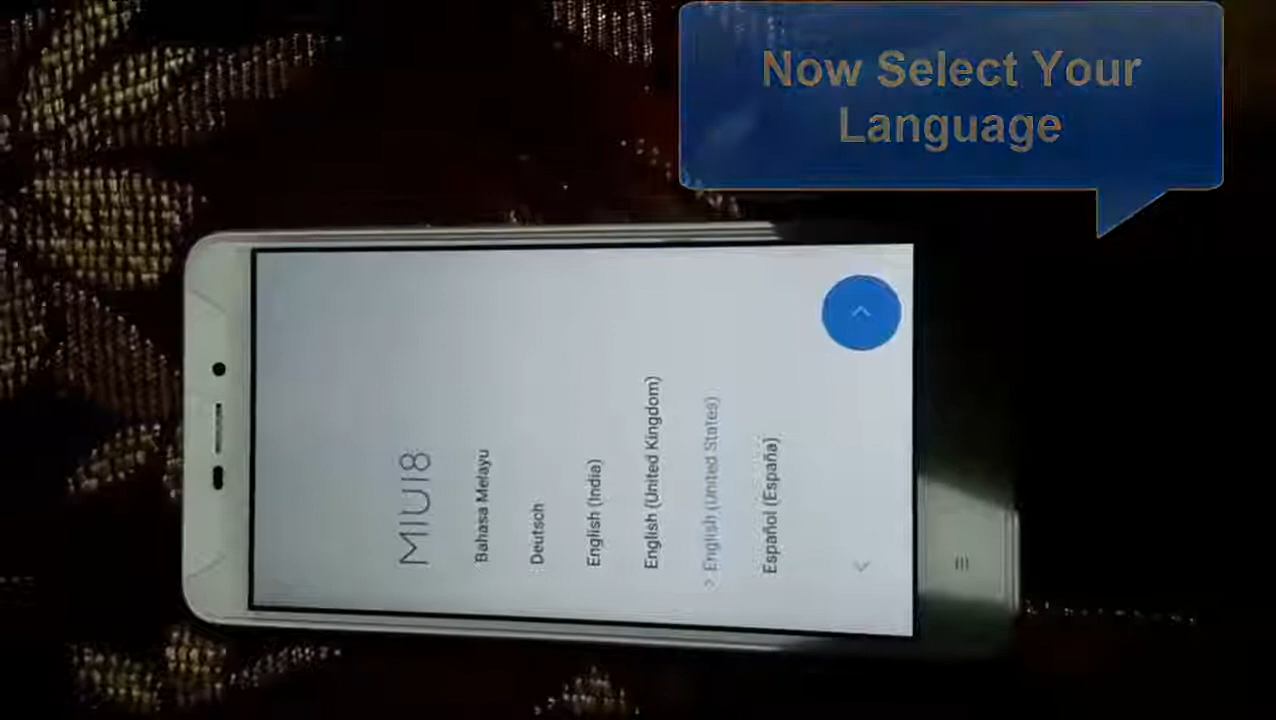 Now Select Your
Language
MIUI8
Bahasa Melayu
Deutsch
English (India)
English (United Kingdom)
> English (United States)
Español (España)